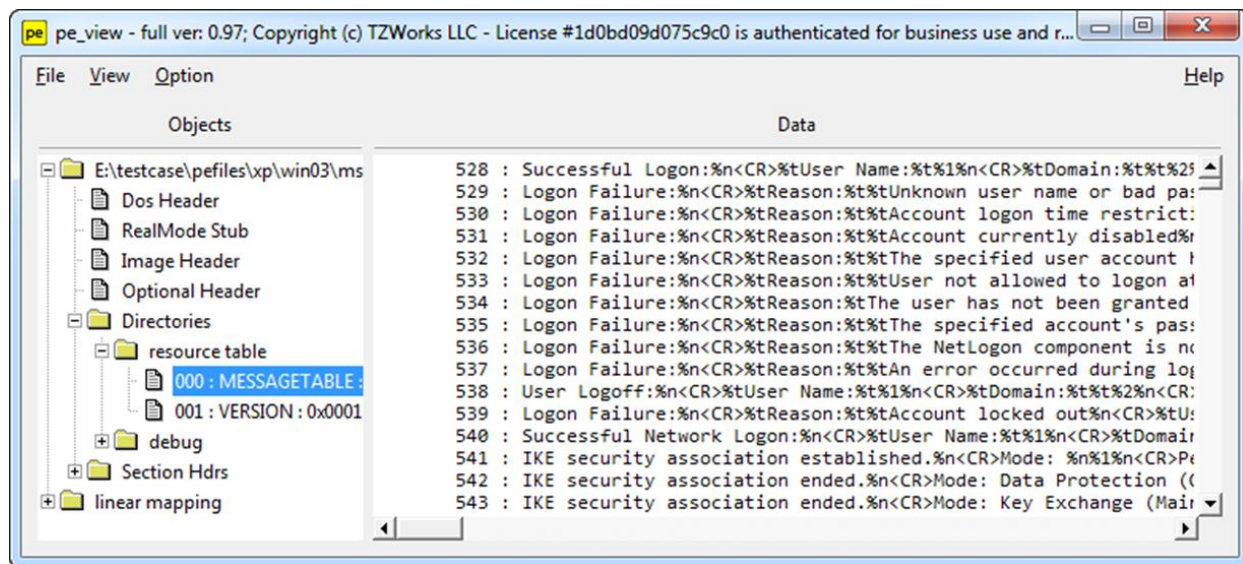 pe pe_view - full ver: 0.97; Copyright (c) TZWorks LLC - License #1d0bd09d075c9c0 is authenticated for business use and r...
File View Option Help
Objects Data
E:\testcase\pefiles\xp\win03\ms
Dos Header
RealMode Stub
Image Header
Optional Header
Directories
resource table
000 : MESSAGETABLE :
001 : VERSION : 0x0001
debug
Section Hdrs
linear mapping
528 : Successful Logon:%n<CR>%tUser Name:%t%1%n<CR>%tDomain:%t%t%2%
529 : Logon Failure:%n<CR>%tReason:%t%tUnknown user name or bad pas
530 : Logon Failure:%n<CR>%tReason:%t%tAccount logon time restricti
531 : Logon Failure:%n<CR>%tReason:%t%tAccount currently disabled%n
532 : Logon Failure:%n<CR>%tReason:%t%tThe specified user account h
533 : Logon Failure:%n<CR>%tReason:%t%tUser not allowed to logon at
534 : Logon Failure:%n<CR>%tReason:%tThe user has not been granted
535 : Logon Failure:%n<CR>%tReason:%t%tThe specified account's pass
536 : Logon Failure:%n<CR>%tReason:%t%tThe NetLogon component is no
537 : Logon Failure:%n<CR>%tReason:%t%tAn error occurred during log
538 : User Logoff:%n<CR>%tUser Name:%t%1%n<CR>%tDomain:%t%t%2%n<CR>
539 : Logon Failure:%n<CR>%tReason:%t%tAccount locked out%n<CR>%tUs
540 : Successful Network Logon:%n<CR>%tUser Name:%t%1%n<CR>%tDomain
541 : IKE security association established.%n<CR>Mode: %n%1%n<CR>Pe
542 : IKE security association ended.%n<CR>Mode: Data Protection (Q
543 : IKE security association ended.%n<CR>Mode: Key Exchange (Main